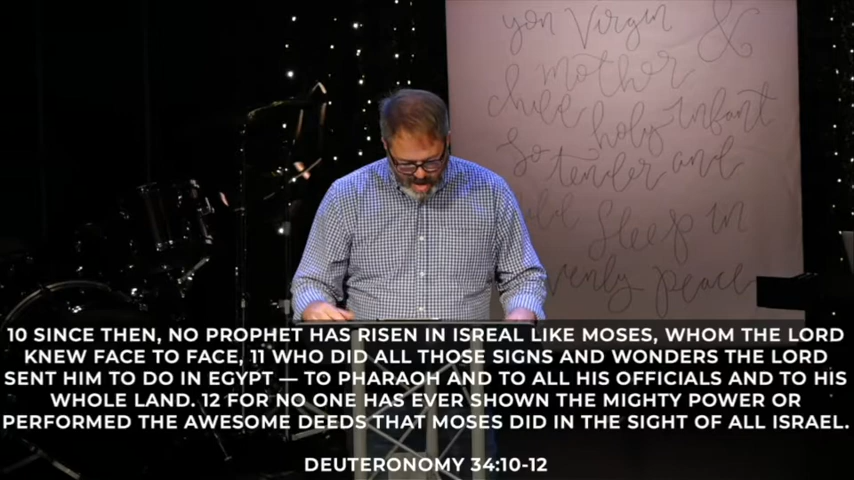 yon Virgin &
mother
child holy infant
So tender and
Sleep in
peace
10 SINCE THEN, NO PROPHET HAS RISEN IN ISREAL LIKE MOSES, WHOM THE LORD
KNEW FACE TO FACE, 11 WHO DID ALL THOSE SIGNS AND WONDERS THE LORD
SENT HIM TO DO IN EGYPT — TO PHARAOH AND TO ALL HIS OFFICIALS AND TO HIS
WHOLE LAND. 12 FOR NO ONE HAS EVER SHOWN THE MIGHTY POWER OR
PERFORMED THE AWESOME DEEDS THAT MOSES DID IN THE SIGHT OF ALL ISRAEL.
DEUTERONOMY 34:10-12